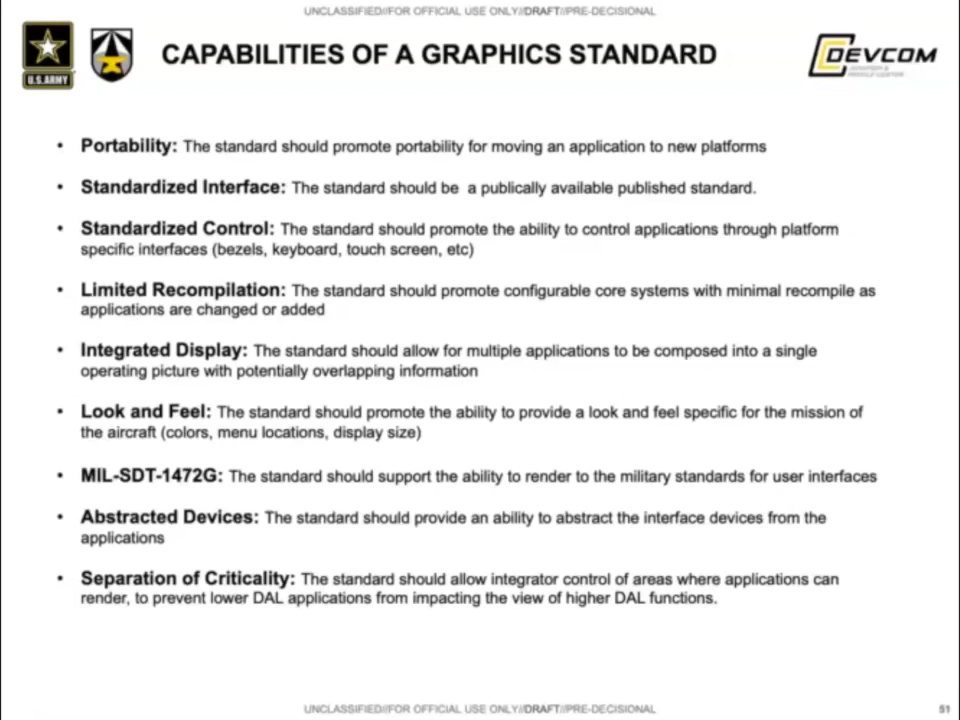 UNCLASSIFIED//FOR OFFICIAL USE ONLY//DRAFT//PRE-DECISIONAL
U.S. ARMY
CAPABILITIES OF A GRAPHICS STANDARD
DEVCOM
• Portability: The standard should promote portability for moving an application to new platforms
• Standardized Interface: The standard should be a publically available published standard.
• Standardized Control: The standard should promote the ability to control applications through platform
specific interfaces (bezels, keyboard, touch screen, etc)
• Limited Recompilation: The standard should promote configurable core systems with minimal recompile as
applications are changed or added
• Integrated Display: The standard should allow for multiple applications to be composed into a single
operating picture with potentially overlapping information
• Look and Feel: The standard should promote the ability to provide a look and feel specific for the mission of
the aircraft (colors, menu locations, display size)
• MIL-SDT-1472G: The standard should support the ability to render to the military standards for user interfaces
• Abstracted Devices: The standard should provide an ability to abstract the interface devices from the
applications
• Separation of Criticality: The standard should allow integrator control of areas where applications can
render, to prevent lower DAL applications from impacting the view of higher DAL functions.
UNCLASSIFIED//FOR OFFICIAL USE ONLY//DRAFT//PRE-DECISIONAL
51